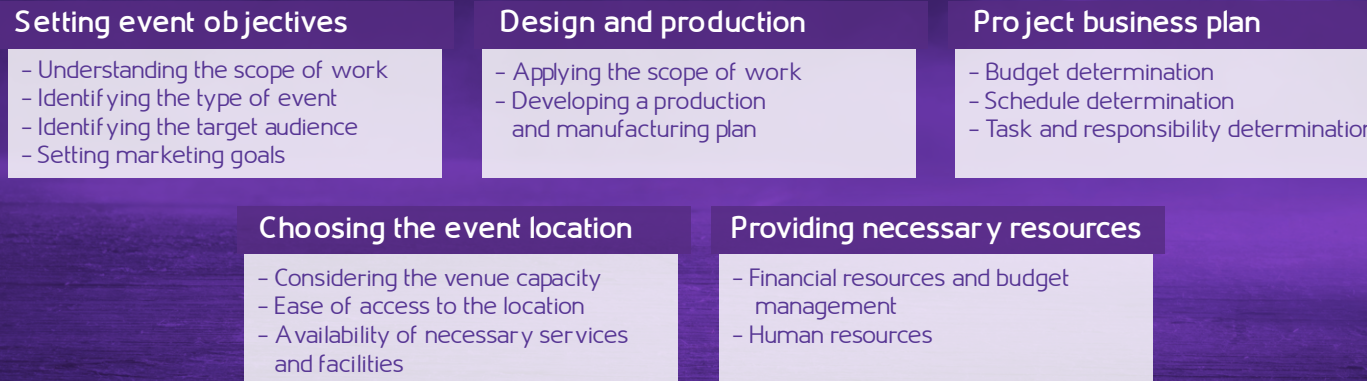 Setting event objectives
- Understanding the scope of work
- Identifying the type of event
- Identifying the target audience
- Setting marketing goals
Design and production
- Applying the scope of work
- Developing a production
and manufacturing plan
Project business plan
- Budget determination
- Schedule determination
- Task and responsibility determination
Choosing the event location
- Considering the venue capacity
- Ease of access to the location
- Availability of necessary services
and facilities
Providing necessary resources
- Financial resources and budget
management
- Human resources